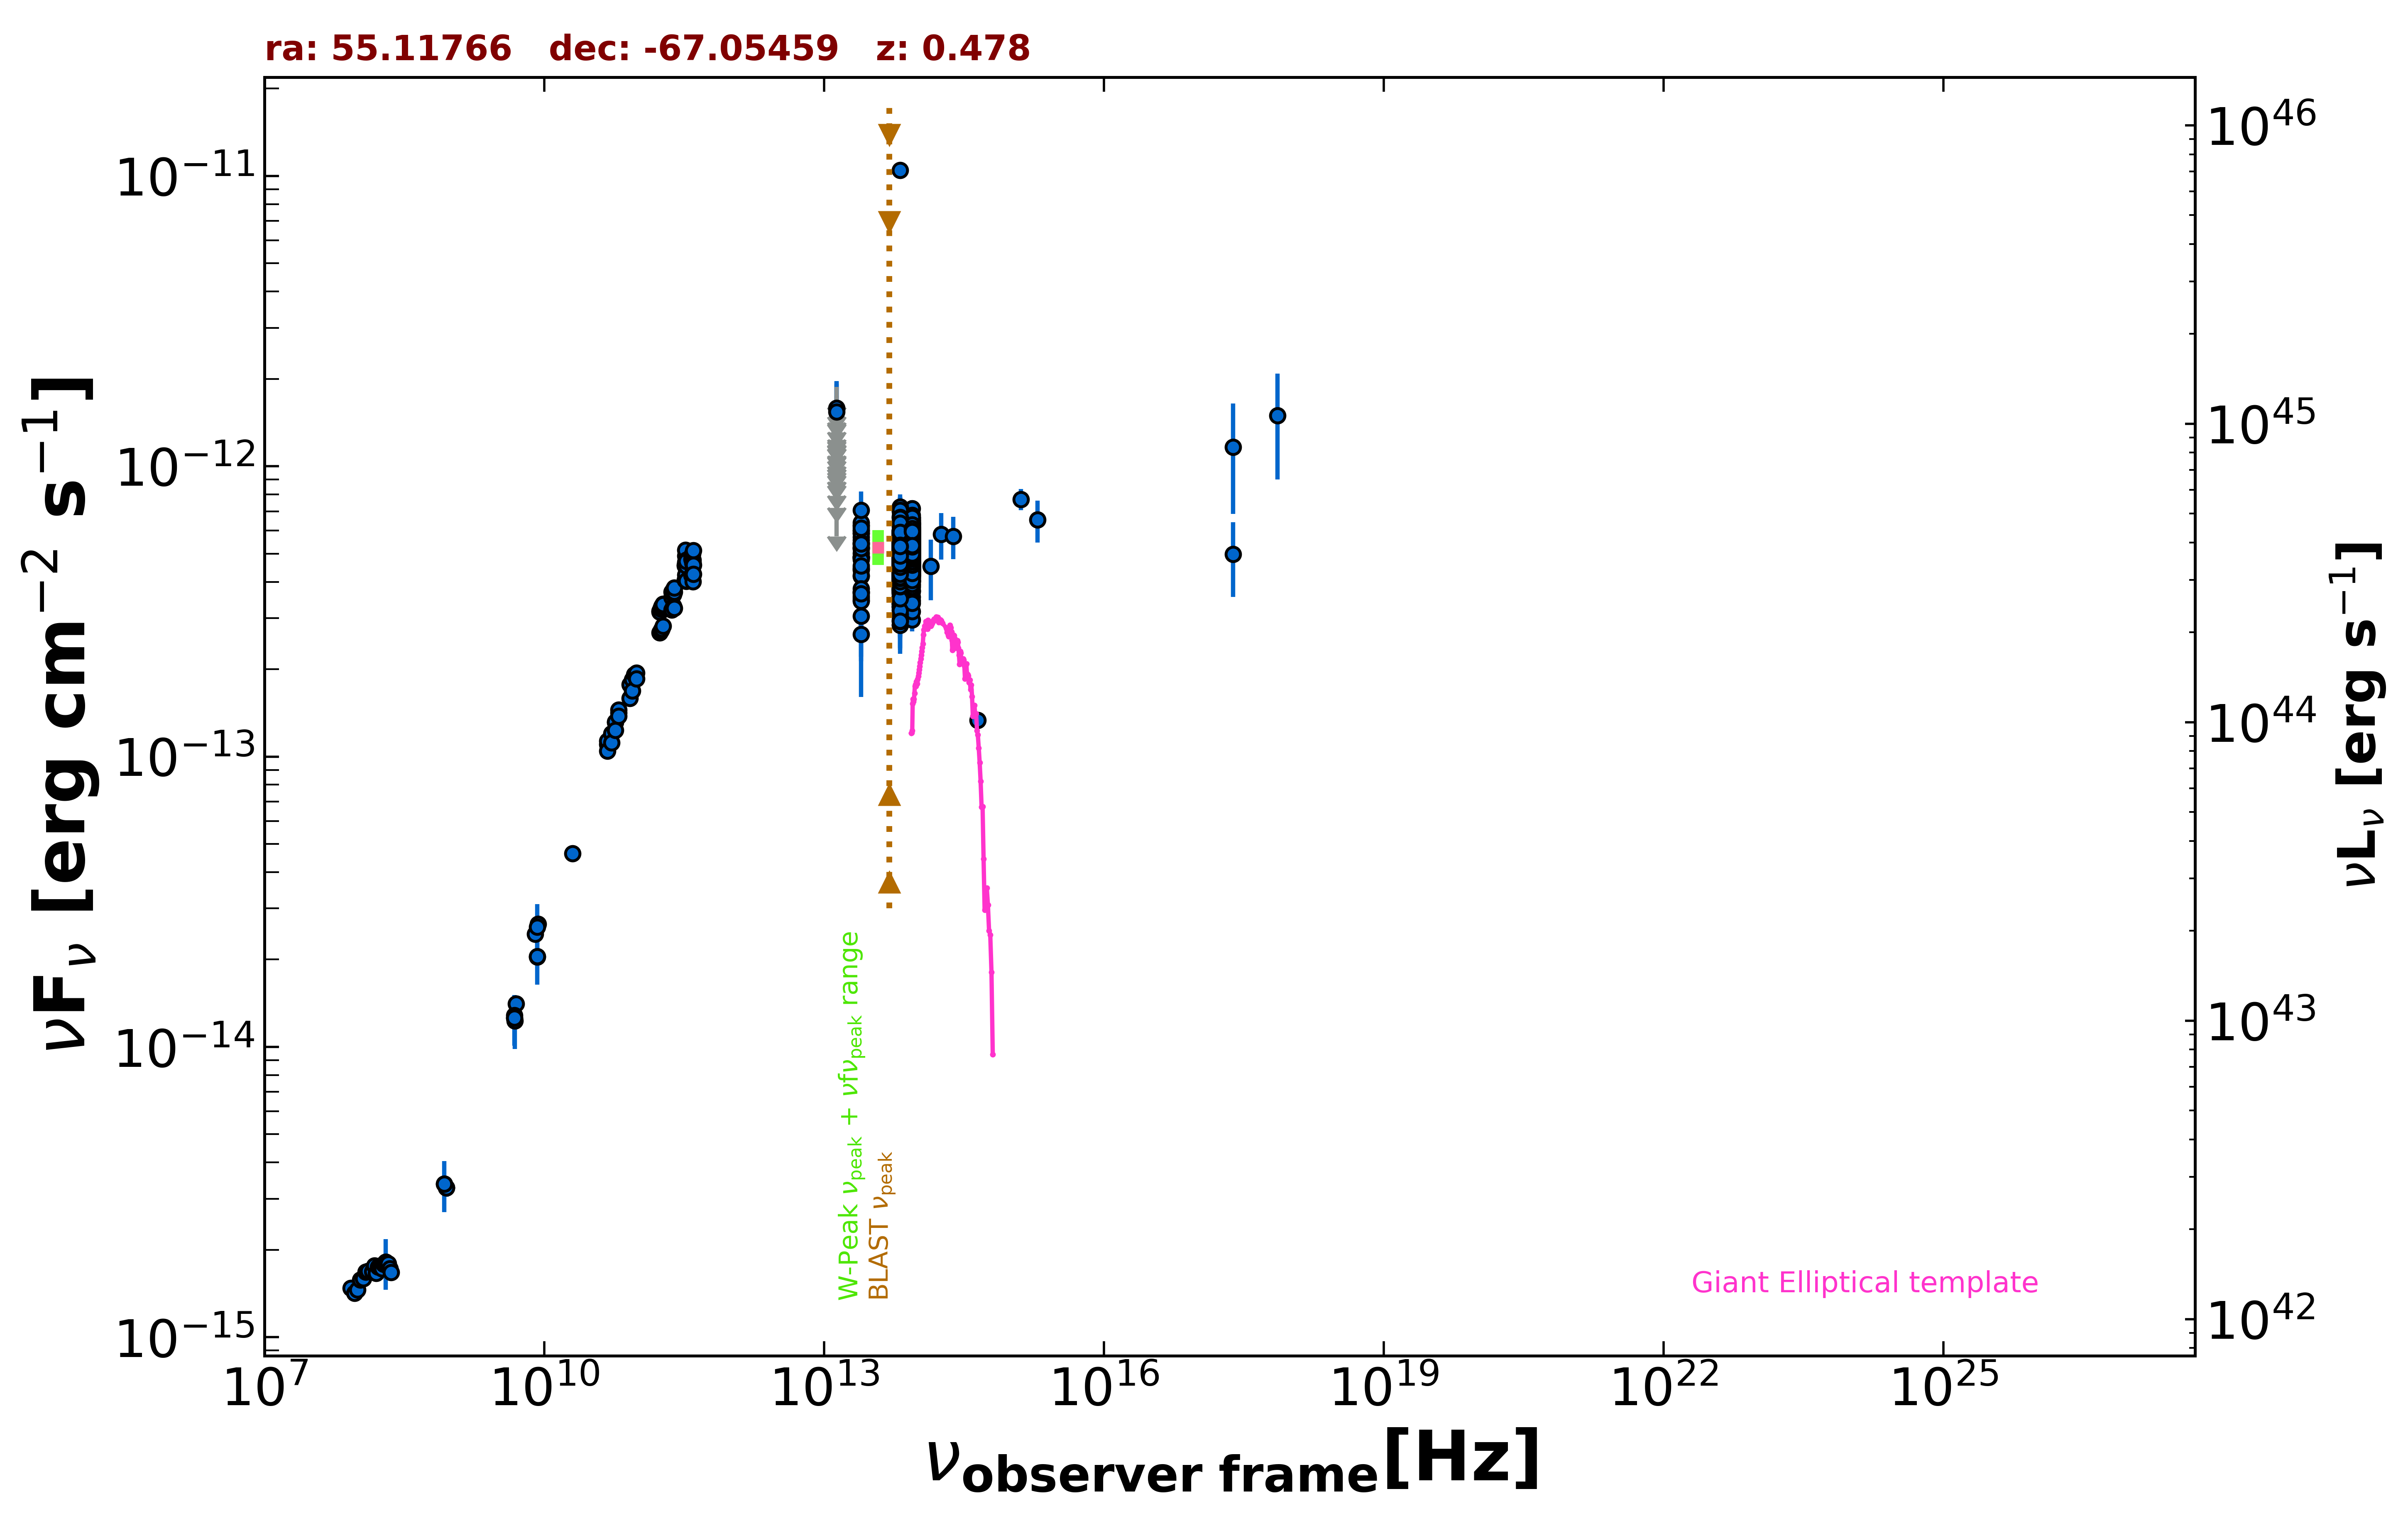 ra: 55.11766 dec: -67.05459 z: 0.478
νFν [erg cm−2 s−1]
10−11
10−12
10−13
10−14
10−15
1046
1045
1044
1043
1042
νLν [erg s−1]
W-Peak νpeak + νfνpeak range
BLAST νpeak
Giant Elliptical template
107 1010 1013 1016 1019 1022 1025
νobserver frame[Hz]